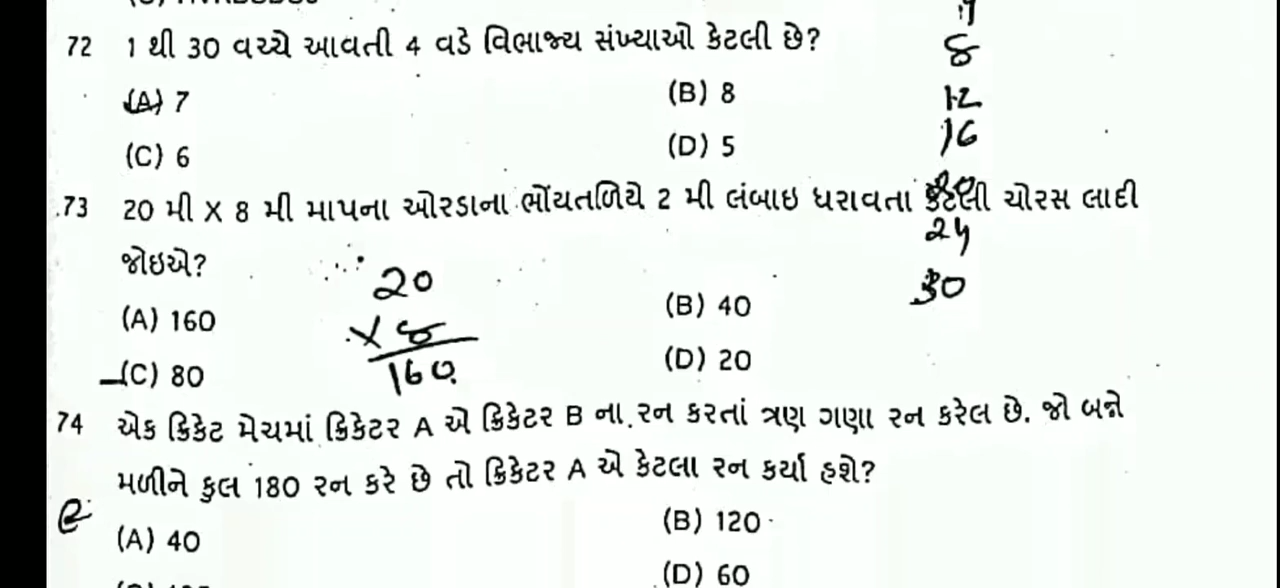 72 1 થી 30 વચ્ચે આવતી 4 વડે વિભાજ્ય સંખ્યાઓ કેટલી છે?
8
(A) 7 (B) 8
12
(C) 6 (D) 5
16
.73 20 મી X 8 મી માપના ઓરડાના ભોંયતળિયે 2 મી લંબાઇ ધરાવતા કેટલી ચોરસ લાદી
20
24
જોઇએ?
20
30
(A) 160 (B) 40
X 8
(C) 80 (D) 20
160
74 એક ક્રિકેટ મેચમાં ક્રિકેટર A એ ક્રિકેટર B ના રન કરતાં ત્રણ ગણા રન કરેલ છે. જો બન્ને
મળીને કુલ 180 રન કરે છે તો ક્રિકેટર A એ કેટલા રન કર્યા હશે?
(A) 40 (B) 120
(D) 60